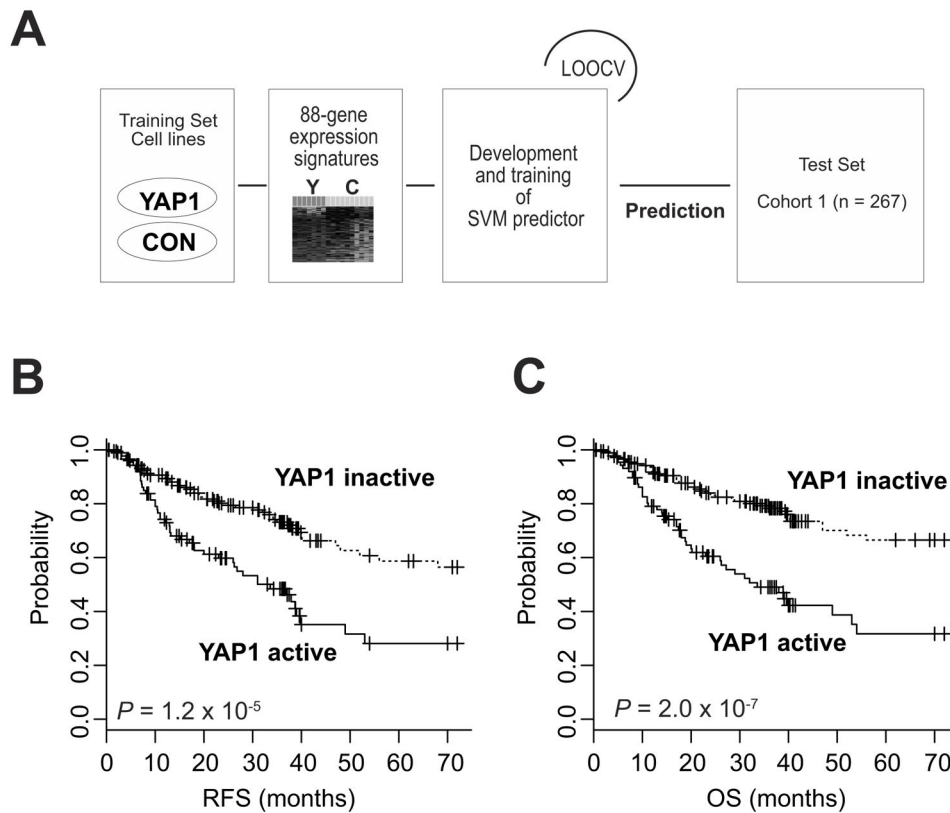 A
LOOCV
Training Set
Cell lines
YAP1
CON
88-gene
expression
signatures
Y C
Development
and training
of
SVM predictor
Prediction
Test Set
Cohort 1 (n = 267)
B
Probability
0.0 0.2 0.4 0.6 0.8 1.0
YAP1 inactive
YAP1 active
P = 1.2 x 10-5
0 10 20 30 40 50 60 70
RFS (months)
C
Probability
0.0 0.2 0.4 0.6 0.8 1.0
YAP1 inactive
YAP1 active
P = 2.0 x 10-7
0 10 20 30 40 50 60 70
OS (months)